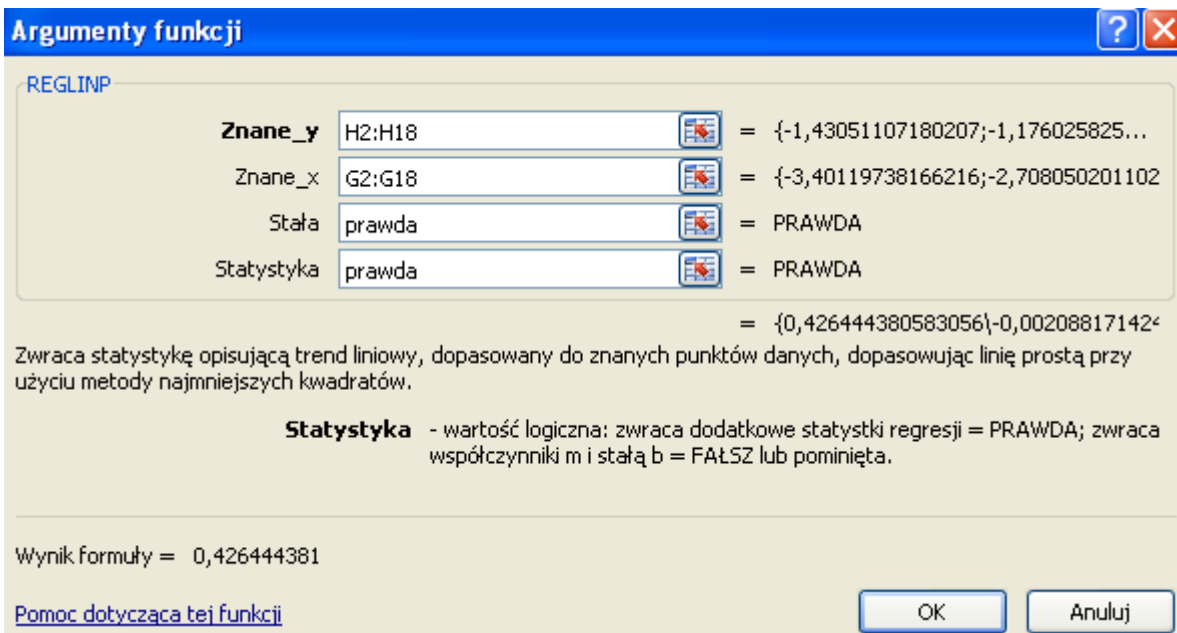 Argumenty funkcji
REGLINP
Znane_y H2:H18 = {-1,43051107180207;-1,176025825...
Znane_x G2:G18 = {-3,40119738166216;-2,708050201102
Stała prawda = PRAWDA
Statystyka prawda = PRAWDA
= {0,426444380583056\-0,002088171424
Zwraca statystykę opisującą trend liniowy, dopasowany do znanych punktów danych, dopasowując linię prostą przy
użyciu metody najmniejszych kwadratów.
Statystyka - wartość logiczna: zwraca dodatkowe statystki regresji = PRAWDA; zwraca
współczynniki m i stałą b = FAŁSZ lub pominięta.
Wynik formuły = 0,426444381
Pomoc dotycząca tej funkcji
OK Anuluj